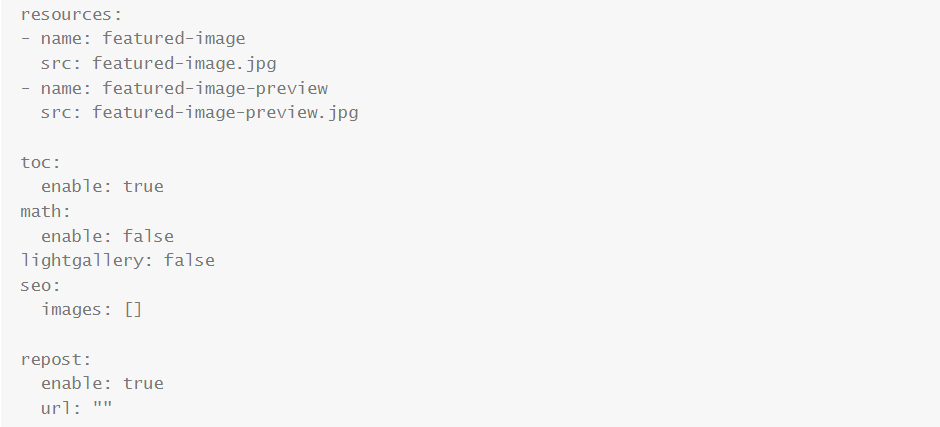 resources:
- name: featured-image
  src: featured-image.jpg
- name: featured-image-preview
  src: featured-image-preview.jpg

toc:
  enable: true
math:
  enable: false
lightgallery: false
seo:
  images: []

repost:
  enable: true
  url: ""